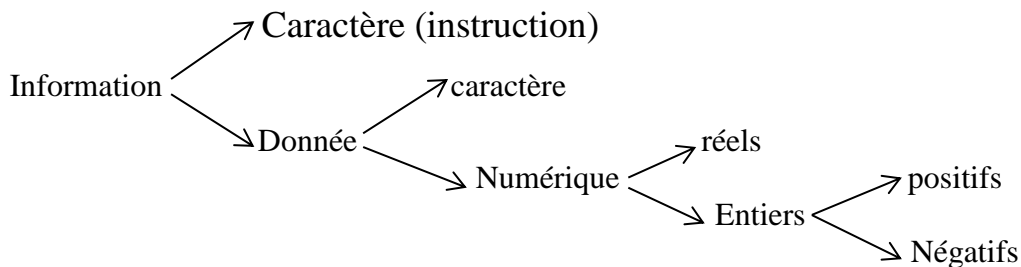 Caractère (instruction)
Information
caractère
Donnée
réels
Numérique
positifs
Entiers
Négatifs